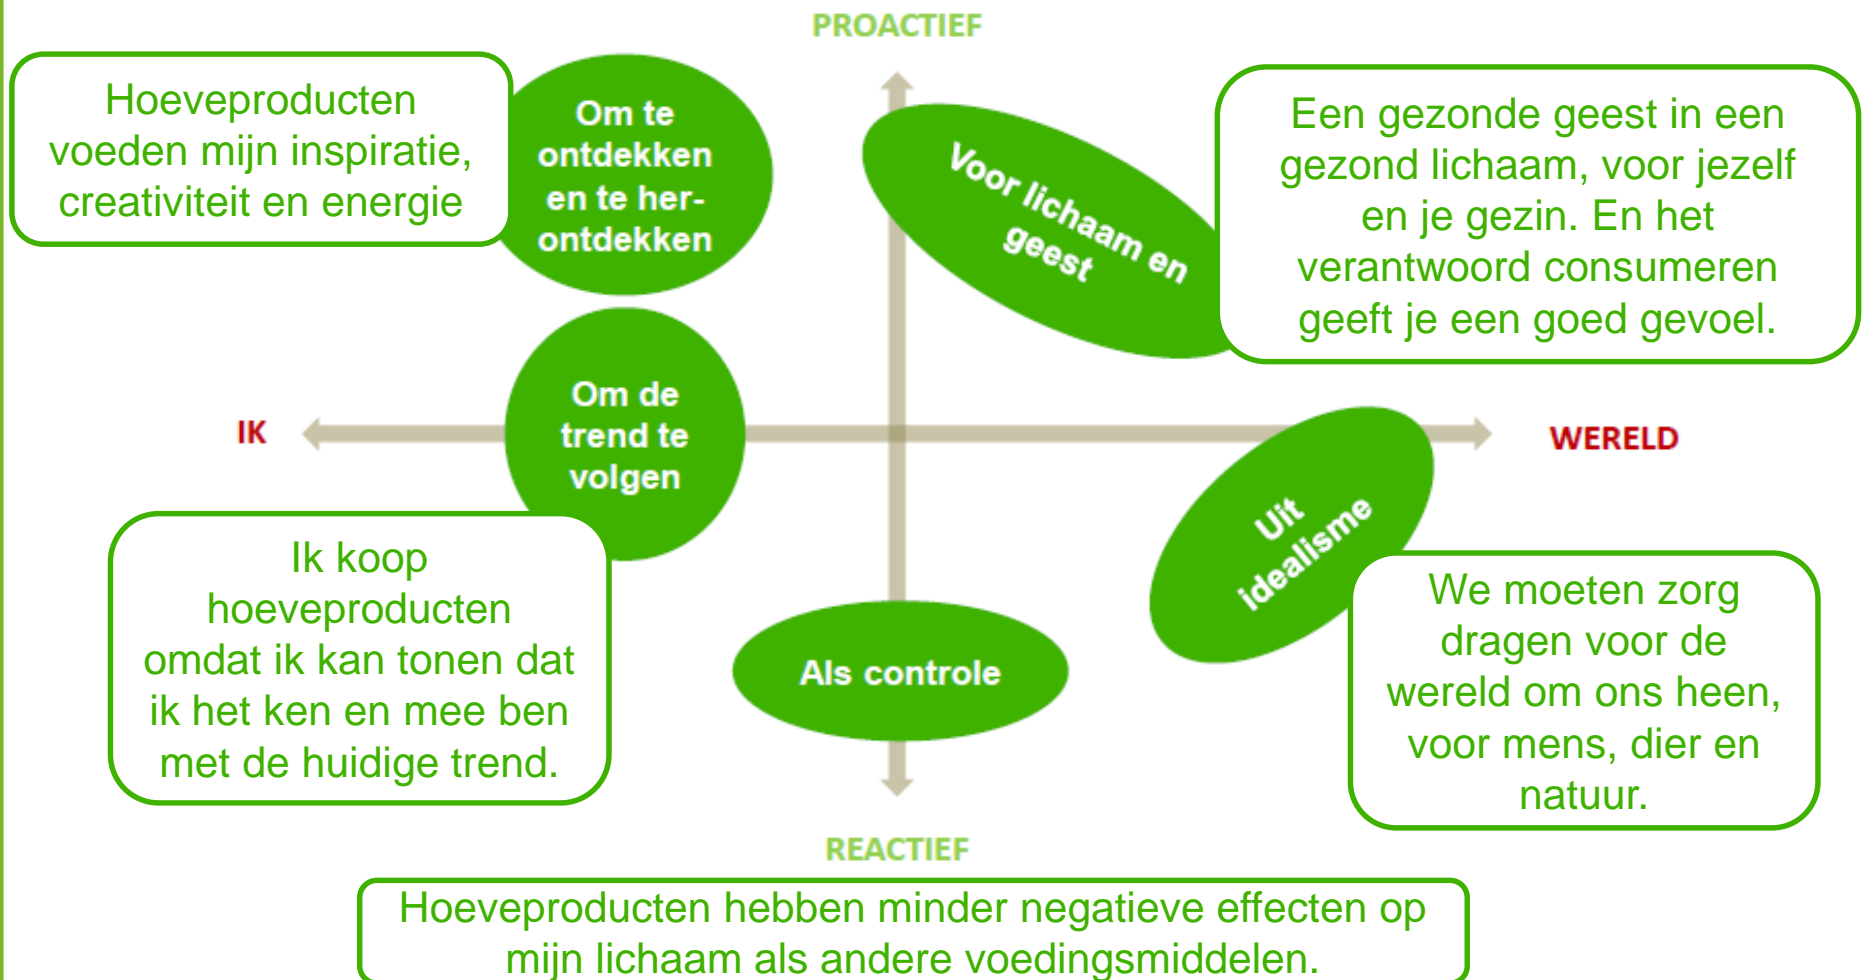 PROACTIEF
Hoeveproducten
voeden mijn inspiratie,
creativiteit en energie
Om te
ontdekken
en te her-
ontdekken
Voor lichaam en
geest
Een gezonde geest in een
gezond lichaam, voor jezelf
en je gezin. En het
verantwoord consumeren
geeft je een goed gevoel.
IK
Om de
trend te
volgen
WERELD
Ik koop
hoeveproducten
omdat ik kan tonen dat
ik het ken en mee ben
met de huidige trend.
Uit
idealisme
We moeten zorg
dragen voor de
wereld om ons heen,
voor mens, dier en
natuur.
Als controle
REACTIEF
Hoeveproducten hebben minder negatieve effecten op
mijn lichaam als andere voedingsmiddelen.